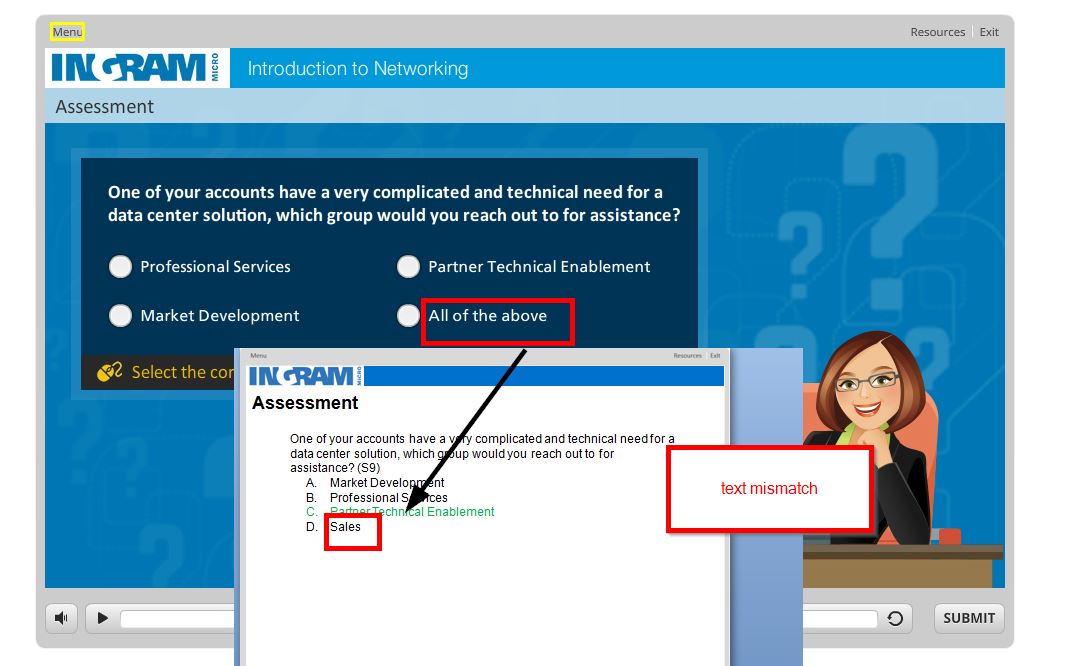 Menu
Resources Exit
INGRAM MICRO Introduction to Networking
Assessment
One of your accounts have a very complicated and technical need for a
data center solution, which group would you reach out to for assistance?
Professional Services Partner Technical Enablement
Market Development All of the above
Select the cor
Menu
Resources Exit
INGRAM MICRO
Assessment
One of your accounts have a very complicated and technical need for a
data center solution, which group would you reach out to for
assistance? (S9)
A. Market Development
B. Professional Services
C. Partner Technical Enablement
D. Sales
text mismatch
SUBMIT